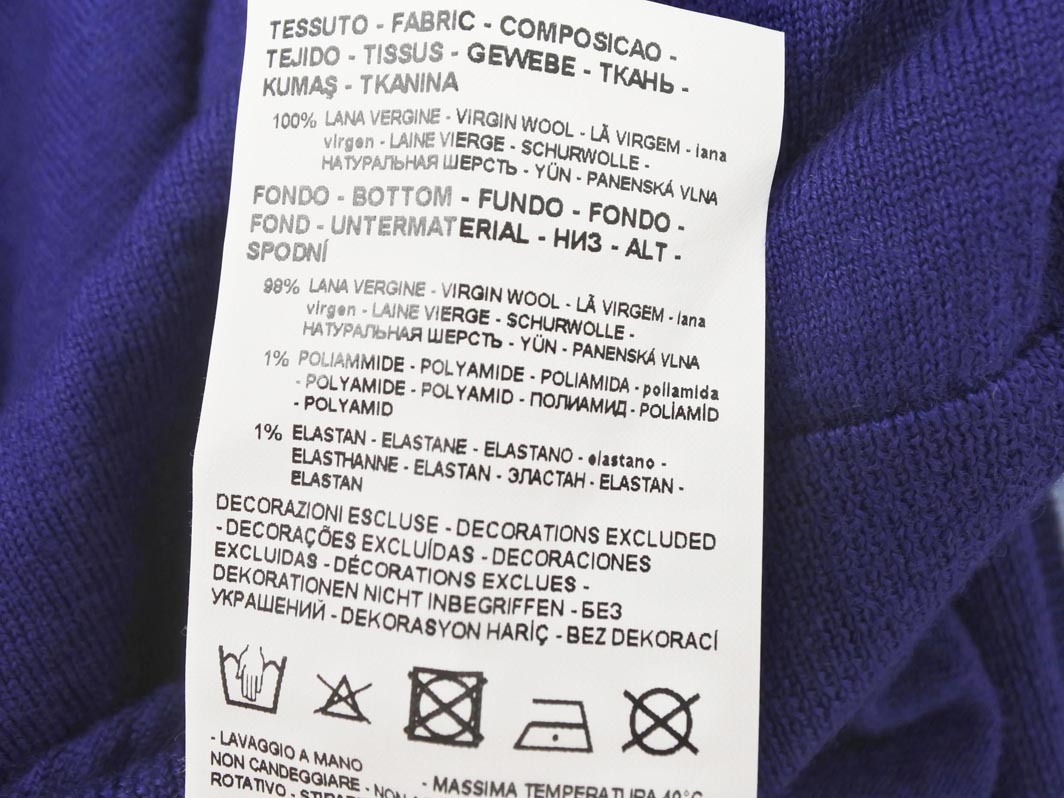 TESSUTO - FABRIC - COMPOSICAO -
TEJIDO - TISSUS - GEWEBE - ТКАНЬ -
KUMAŞ - TKANINA
100% LANA VERGINE - VIRGIN WOOL - LÃ VIRGEM - lana
virgen - LAINE VIERGE - SCHURWOLLE -
НАТУРАЛЬНАЯ ШЕРСТЬ - YÜN - PANENSKÁ VLNA
FONDO - BOTTOM - FUNDO - FONDO -
FOND - UNTERMATERIAL - НИЗ - ALT -
SPODNÍ
98% LANA VERGINE - VIRGIN WOOL - LÃ VIRGEM - lana
virgen - LAINE VIERGE - SCHURWOLLE -
НАТУРАЛЬНАЯ ШЕРСТЬ - YÜN - PANENSKÁ VLNA
1% POLIAMMIDE - POLYAMIDE - POLIAMIDA - poliamida
- POLYAMIDE - POLYAMID - ПОЛИАМИД - POLİAMİD
- POLYAMID
1% ELASTAN - ELASTANE - ELASTANO - elastano -
ELASTHANNE - ELASTAN - ЭЛАСТАН - ELASTAN -
ELASTAN
DECORAZIONI ESCLUSE - DECORATIONS EXCLUDED
- DECORAÇÕES EXCLUÍDAS - DECORACIONES
EXCLUIDAS - DÉCORATIONS EXCLUES -
DEKORATIONEN NICHT INBEGRIFFEN - БЕЗ
УКРАШЕНИЙ - DEKORASYON HARİÇ - BEZ DEKORACÍ
- LAVAGGIO A MANO
NON CANDEGGIARE - NON
- MASSIMA TEMPERATURA 40°C
ROTATIVO -